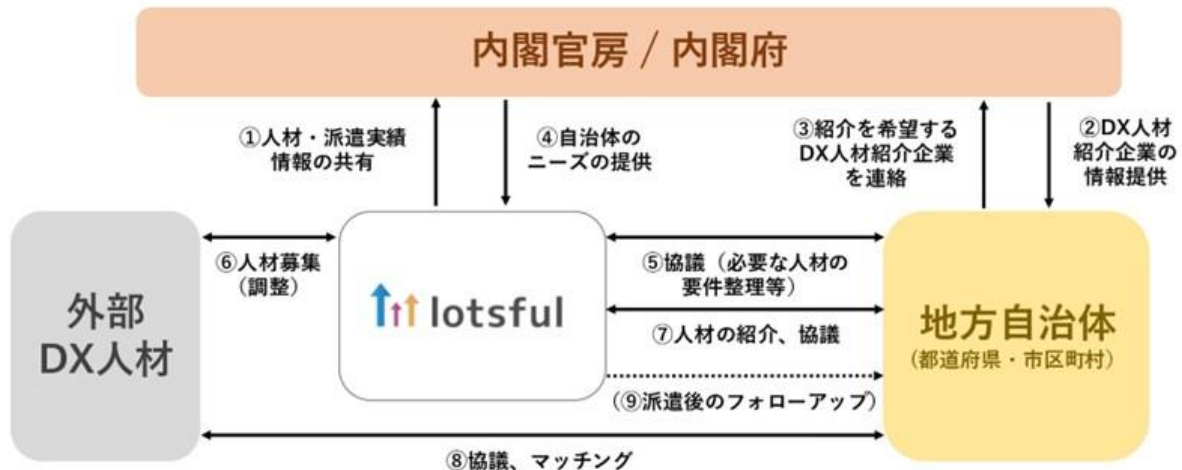 内閣官房 / 内閣府
①人材・派遣実績
情報の共有
④自治体の
ニーズの提供
③紹介を希望する
DX人材紹介企業
を連絡
②DX人材
紹介企業の
情報提供
外部
DX人材
⑥人材募集
(調整)
lotsful
⑤協議（必要な人材の
要件整理等）
⑦人材の紹介、協議
(⑨派遣後のフォローアップ)
地方自治体
(都道府県・市区町村)
⑧協議、マッチング